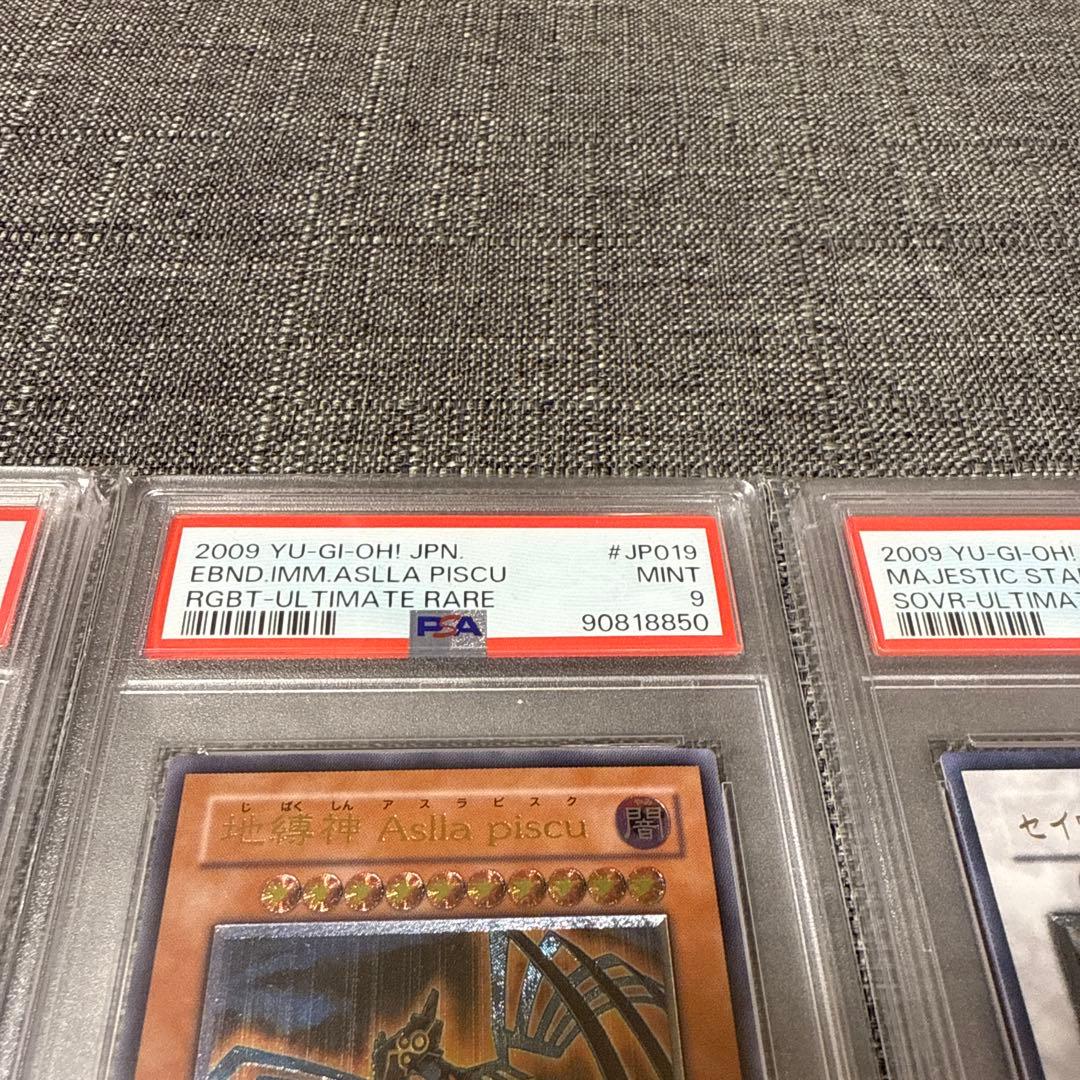 2009 YU-GI-OH! JPN. #JP019
EBND.IMM.ASLLA PISCU MINT
RGBT-ULTIMATE RARE 9
PSA 90818850
じ ばく しん アスラピスク
地縛神 Aslla piscu
闇
2009 YU-GI-OH!
MAJESTIC STA
SOVR-ULTIMAT
セイ